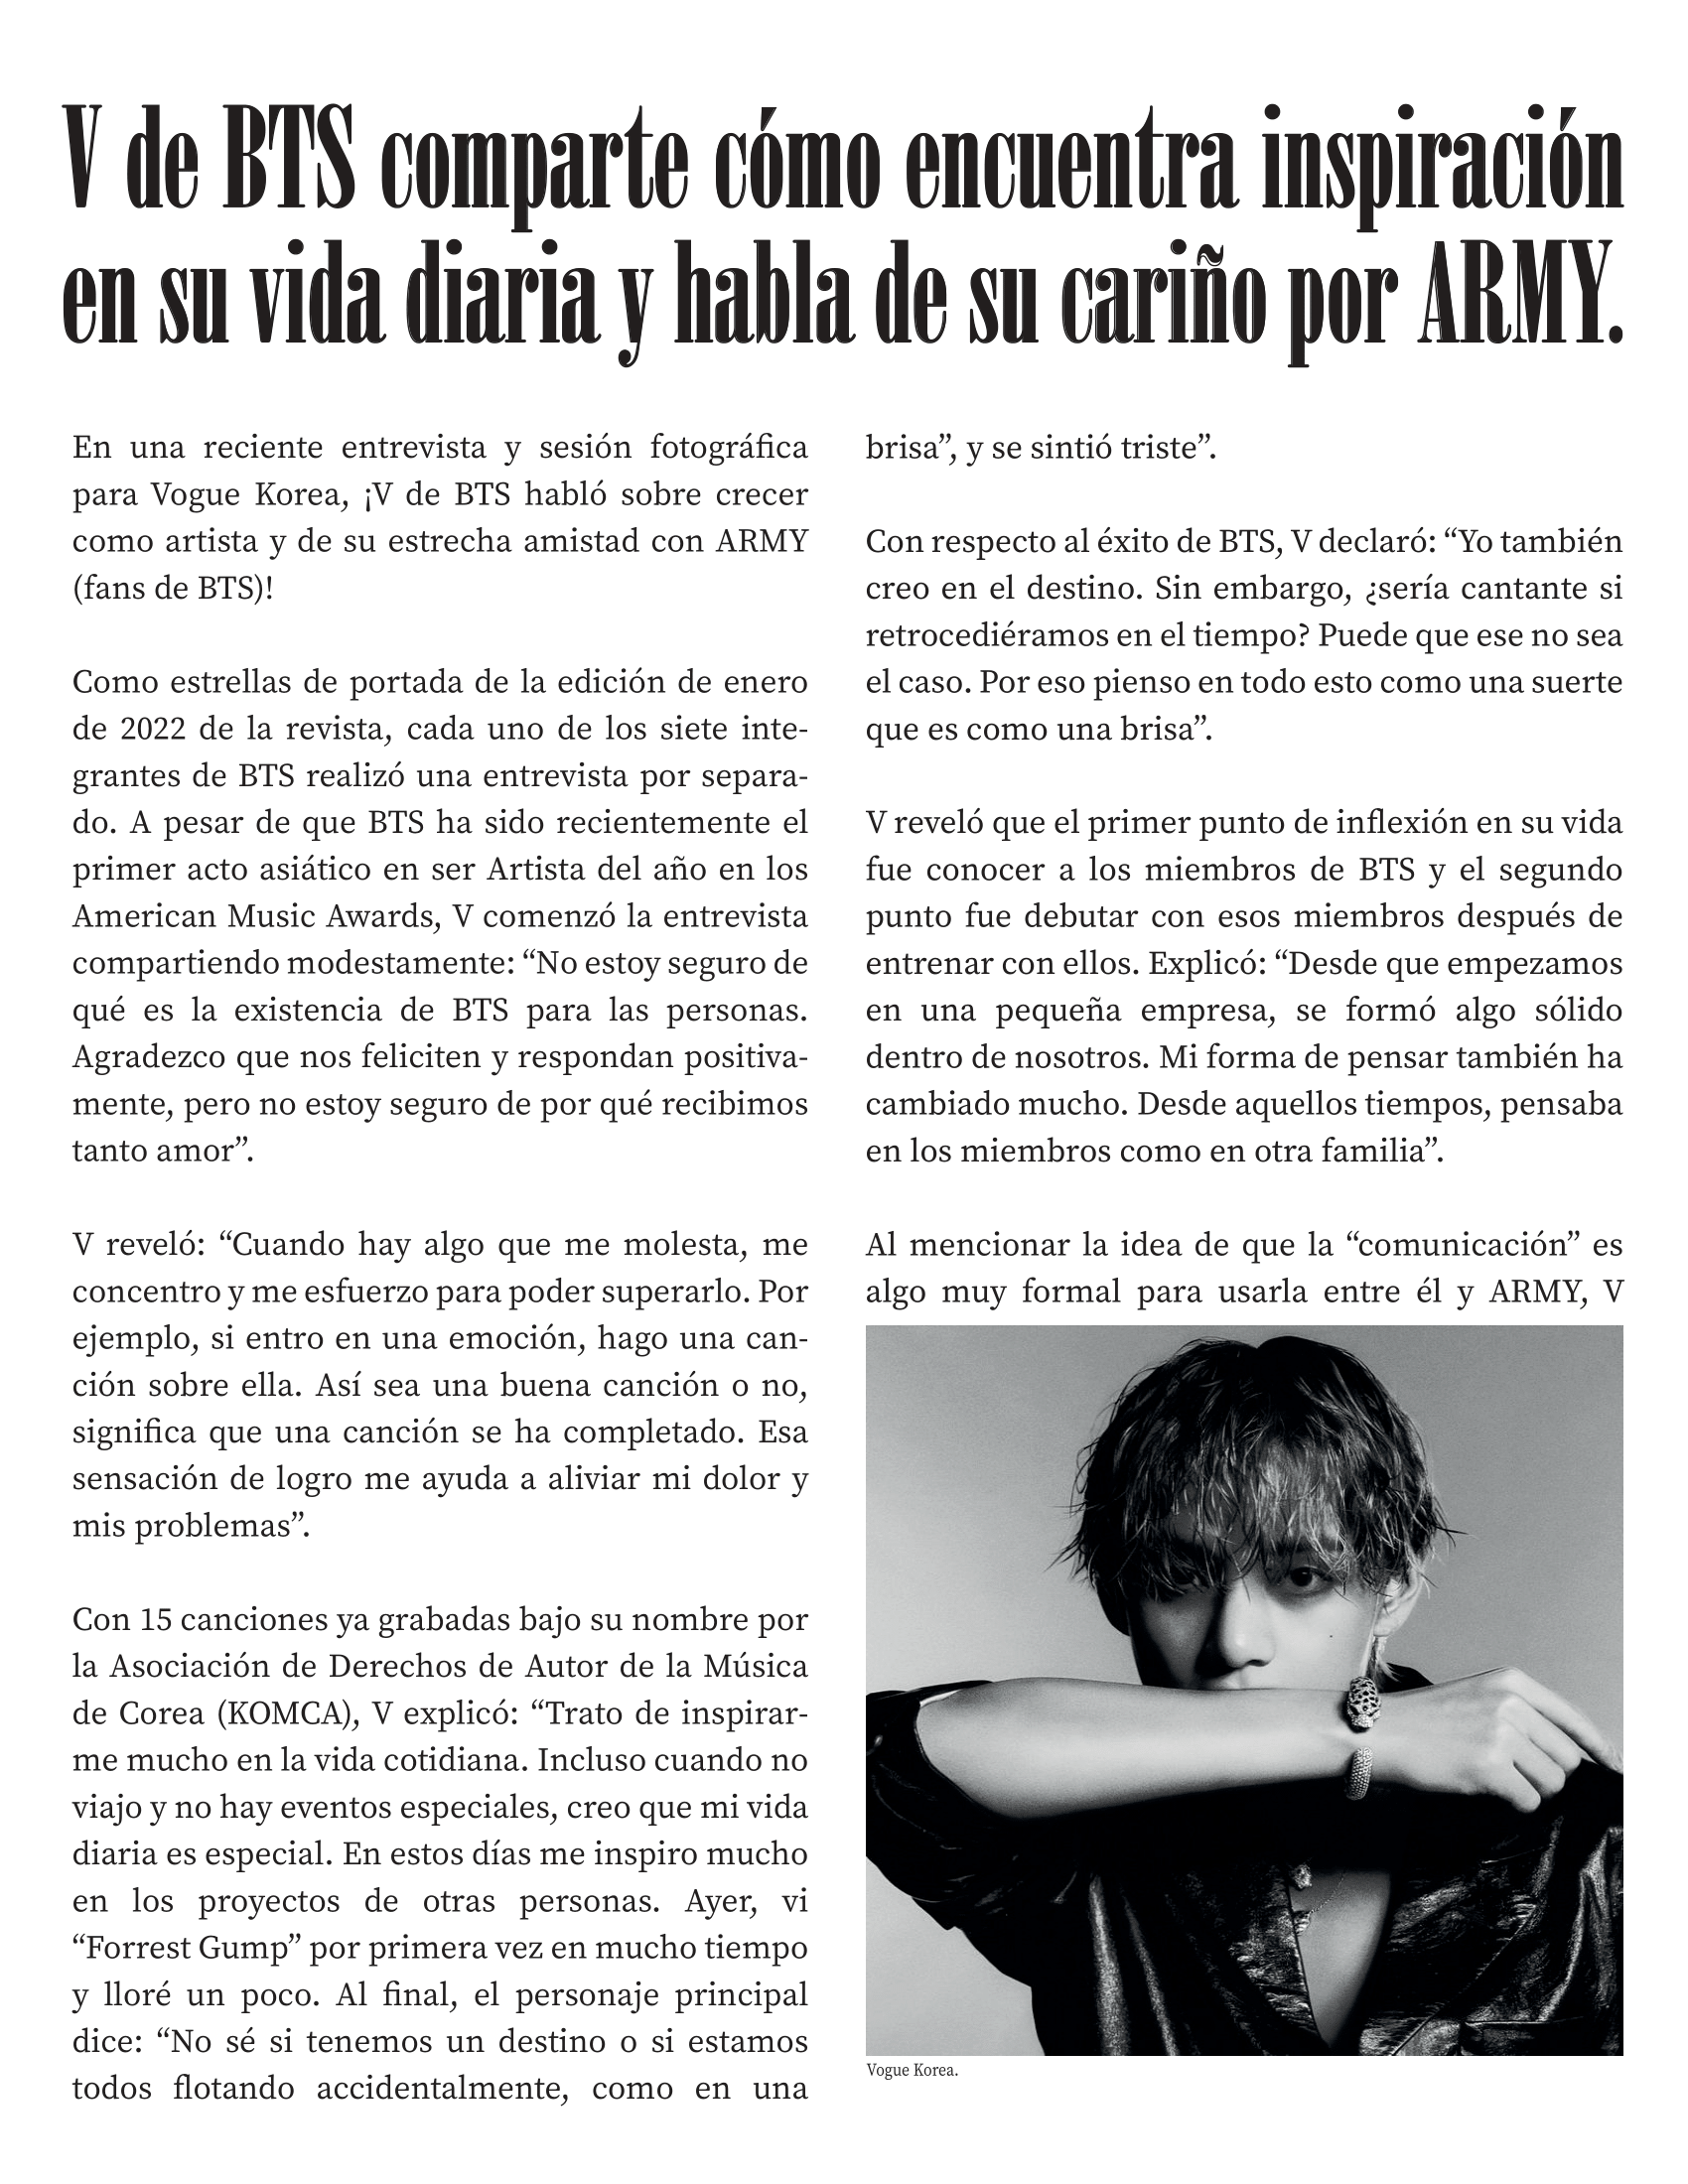 V de BTS comparte cómo encuentra inspiración
en su vida diaria y habla de su cariño por ARMY.
En una reciente entrevista y sesión fotográfica
para Vogue Korea, ¡V de BTS habló sobre crecer
como artista y de su estrecha amistad con ARMY
(fans de BTS)!
Como estrellas de portada de la edición de enero
de 2022 de la revista, cada uno de los siete inte-
grantes de BTS realizó una entrevista por separa-
do. A pesar de que BTS ha sido recientemente el
primer acto asiático en ser Artista del año en los
American Music Awards, V comenzó la entrevista
compartiendo modestamente: “No estoy seguro de
qué es la existencia de BTS para las personas.
Agradezco que nos feliciten y respondan positiva-
mente, pero no estoy seguro de por qué recibimos
tanto amor”.
V reveló: “Cuando hay algo que me molesta, me
concentro y me esfuerzo para poder superarlo. Por
ejemplo, si entro en una emoción, hago una can-
ción sobre ella. Así sea una buena canción o no,
significa que una canción se ha completado. Esa
sensación de logro me ayuda a aliviar mi dolor y
mis problemas”.
Con 15 canciones ya grabadas bajo su nombre por
la Asociación de Derechos de Autor de la Música
de Corea (KOMCA), V explicó: “Trato de inspirar-
me mucho en la vida cotidiana. Incluso cuando no
viajo y no hay eventos especiales, creo que mi vida
diaria es especial. En estos días me inspiro mucho
en los proyectos de otras personas. Ayer, vi
“Forrest Gump” por primera vez en mucho tiempo
y lloré un poco. Al final, el personaje principal
dice: “No sé si tenemos un destino o si estamos
todos flotando accidentalmente, como en una
brisa”, y se sintió triste”.
Con respecto al éxito de BTS, V declaró: “Yo también
creo en el destino. Sin embargo, ¿sería cantante si
retrocediéramos en el tiempo? Puede que ese no sea
el caso. Por eso pienso en todo esto como una suerte
que es como una brisa”.
V reveló que el primer punto de inflexión en su vida
fue conocer a los miembros de BTS y el segundo
punto fue debutar con esos miembros después de
entrenar con ellos. Explicó: “Desde que empezamos
en una pequeña empresa, se formó algo sólido
dentro de nosotros. Mi forma de pensar también ha
cambiado mucho. Desde aquellos tiempos, pensaba
en los miembros como en otra familia”.
Al mencionar la idea de que la “comunicación” es
algo muy formal para usarla entre él y ARMY, V
Vogue Korea.